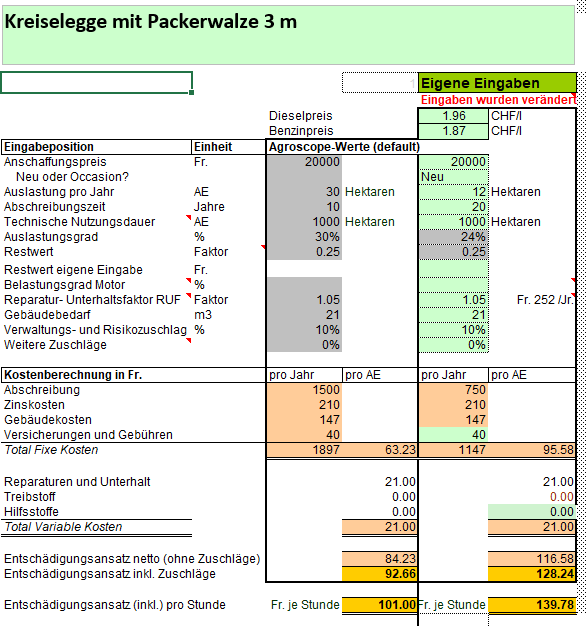 Kreiselegge mit Packerwalze 3 m
Eigene Eingaben
Eingaben wurden verändert
Dieselpreis 1.96 CHF/l
Benzinpreis 1.87 CHF/l
Eingabeposition Einheit Agroscope-Werte (default)
Anschaffungspreis Fr. 20000 20000
Neu oder Occasion? Neu
Auslastung pro Jahr AE 30 Hektaren 12 Hektaren
Abschreibungszeit Jahre 10 20
Technische Nutzungsdauer AE 1000 Hektaren 1000 Hektaren
Auslastungsgrad % 30% 24%
Restwert Faktor 0.25 0.25
Restwert eigene Eingabe Fr.
Belastungsgrad Motor %
Reparatur- Unterhaltsfaktor RUF Faktor 1.05 1.05 Fr. 252 /Jr.
Gebäudebedarf m3 21 21
Verwaltungs- und Risikozuschlag % 10% 10%
Weitere Zuschläge 0% 0%
Kostenberechnung in Fr. pro Jahr pro AE pro Jahr pro AE
Abschreibung 1500 750
Zinskosten 210 210
Gebäudekosten 147 147
Versicherungen und Gebühren 40 40
Total Fixe Kosten 1897 63.23 1147 95.58
Reparaturen und Unterhalt 21.00 21.00
Treibstoff 0.00 0.00
Hilfsstoffe 0.00 0.00
Total Variable Kosten 21.00 21.00
Entschädigungsansatz netto (ohne Zuschläge) 84.23 116.58
Entschädigungsansatz inkl. Zuschläge 92.66 128.24
Entschädigungsansatz (inkl.) pro Stunde Fr. je Stunde 101.00 Fr. je Stunde 139.78